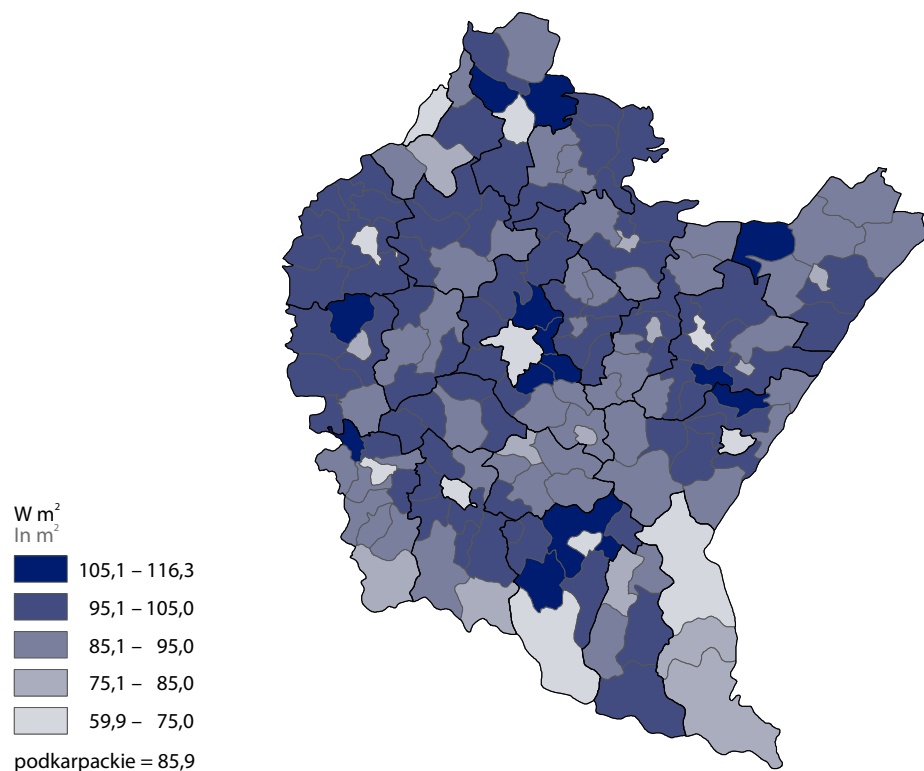 W m²
In m²
105,1 – 116,3
95,1 – 105,0
85,1 – 95,0
75,1 – 85,0
59,9 – 75,0
podkarpackie = 85,9